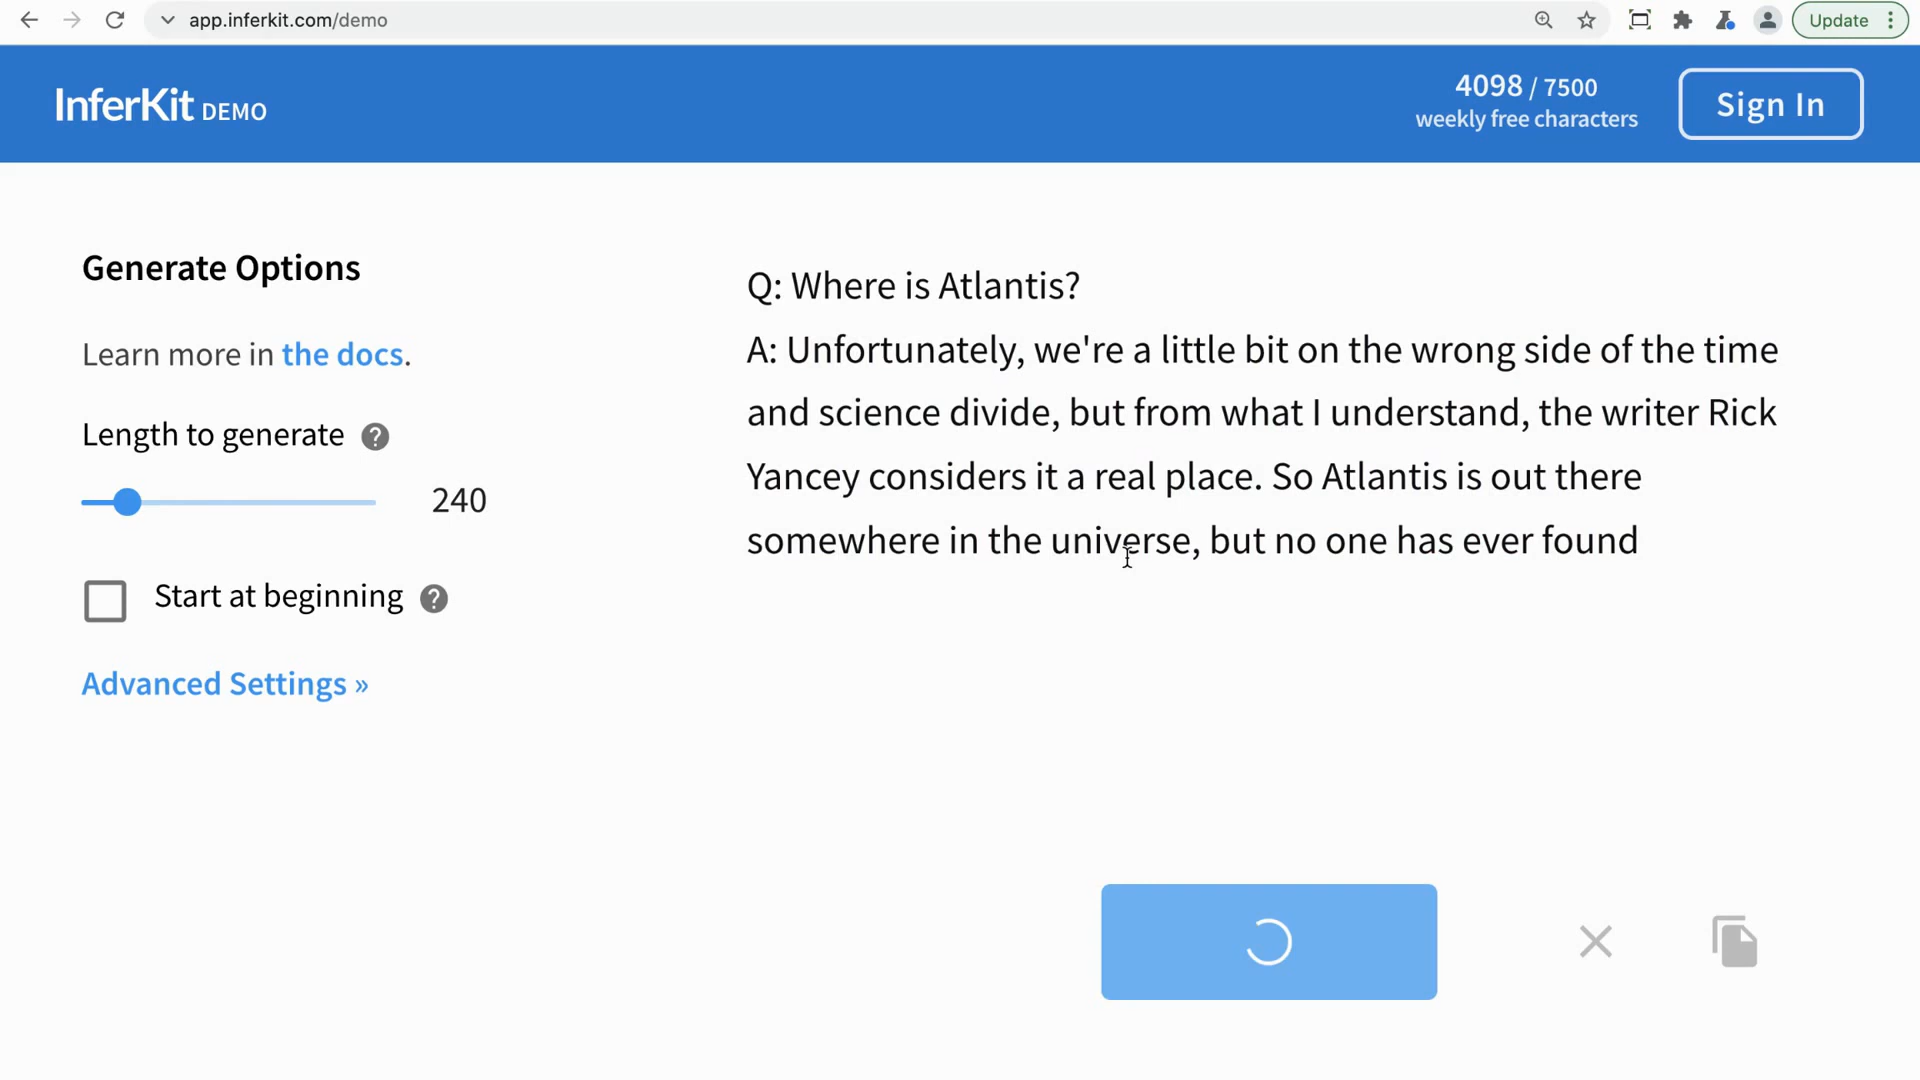 app.inferkit.com/demo
Update
InferKit DEMO
4098 / 7500
weekly free characters
Sign In
Generate Options
Learn more in the docs.
Length to generate ?
240
Start at beginning ?
Advanced Settings »
Q: Where is Atlantis?
A: Unfortunately, we're a little bit on the wrong side of the time
and science divide, but from what I understand, the writer Rick
Yancey considers it a real place. So Atlantis is out there
somewhere in the universe, but no one has ever found